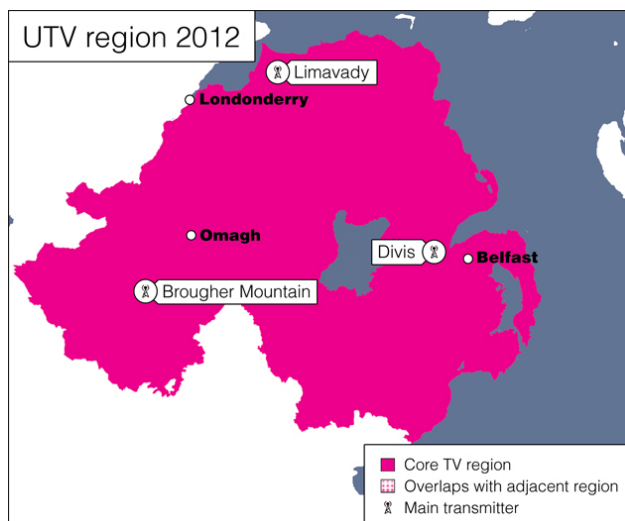 UTV region 2012
Limavady
Londonderry
Omagh
Divis
Belfast
Brougher Mountain
Core TV region
Overlaps with adjacent region
Main transmitter